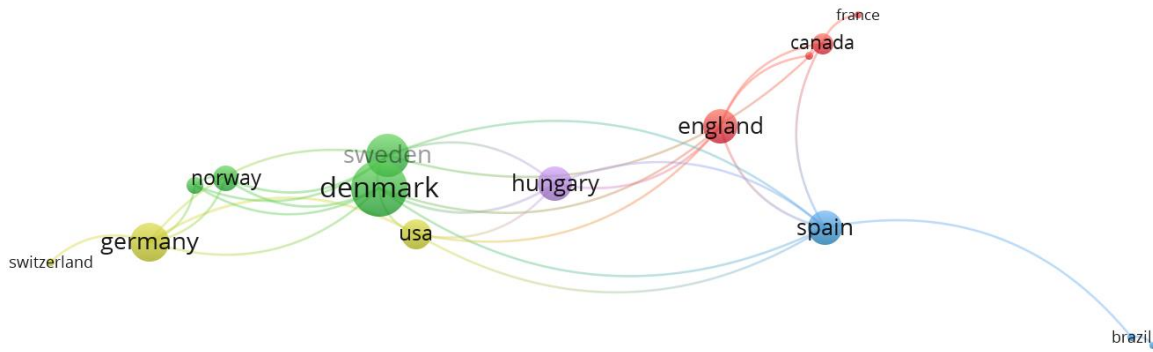 france
canada
england
sweden
norway
denmark
hungary
usa
spain
germany
switzerland
brazil